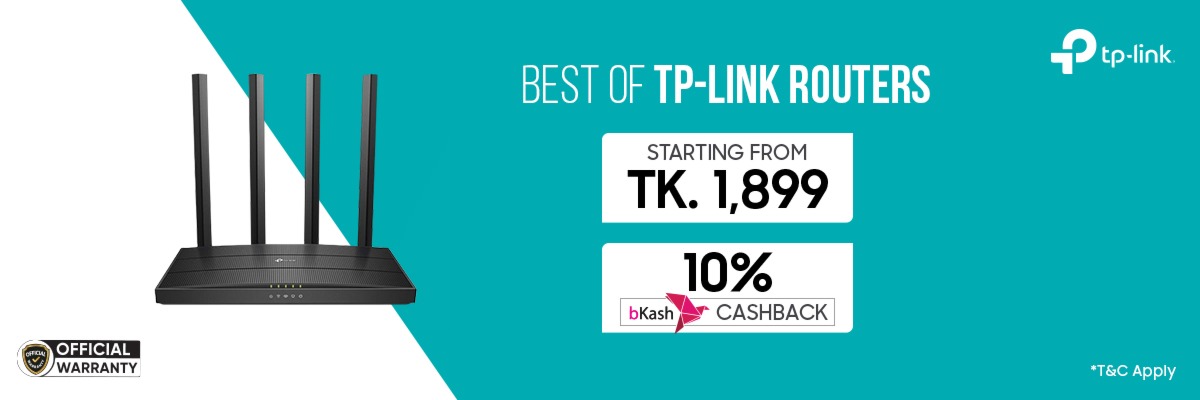 tp-link
BEST OF TP-LINK ROUTERS
STARTING FROM
TK. 1,899
10%
bKash CASHBACK
OFFICIAL
WARRANTY
*T&C Apply